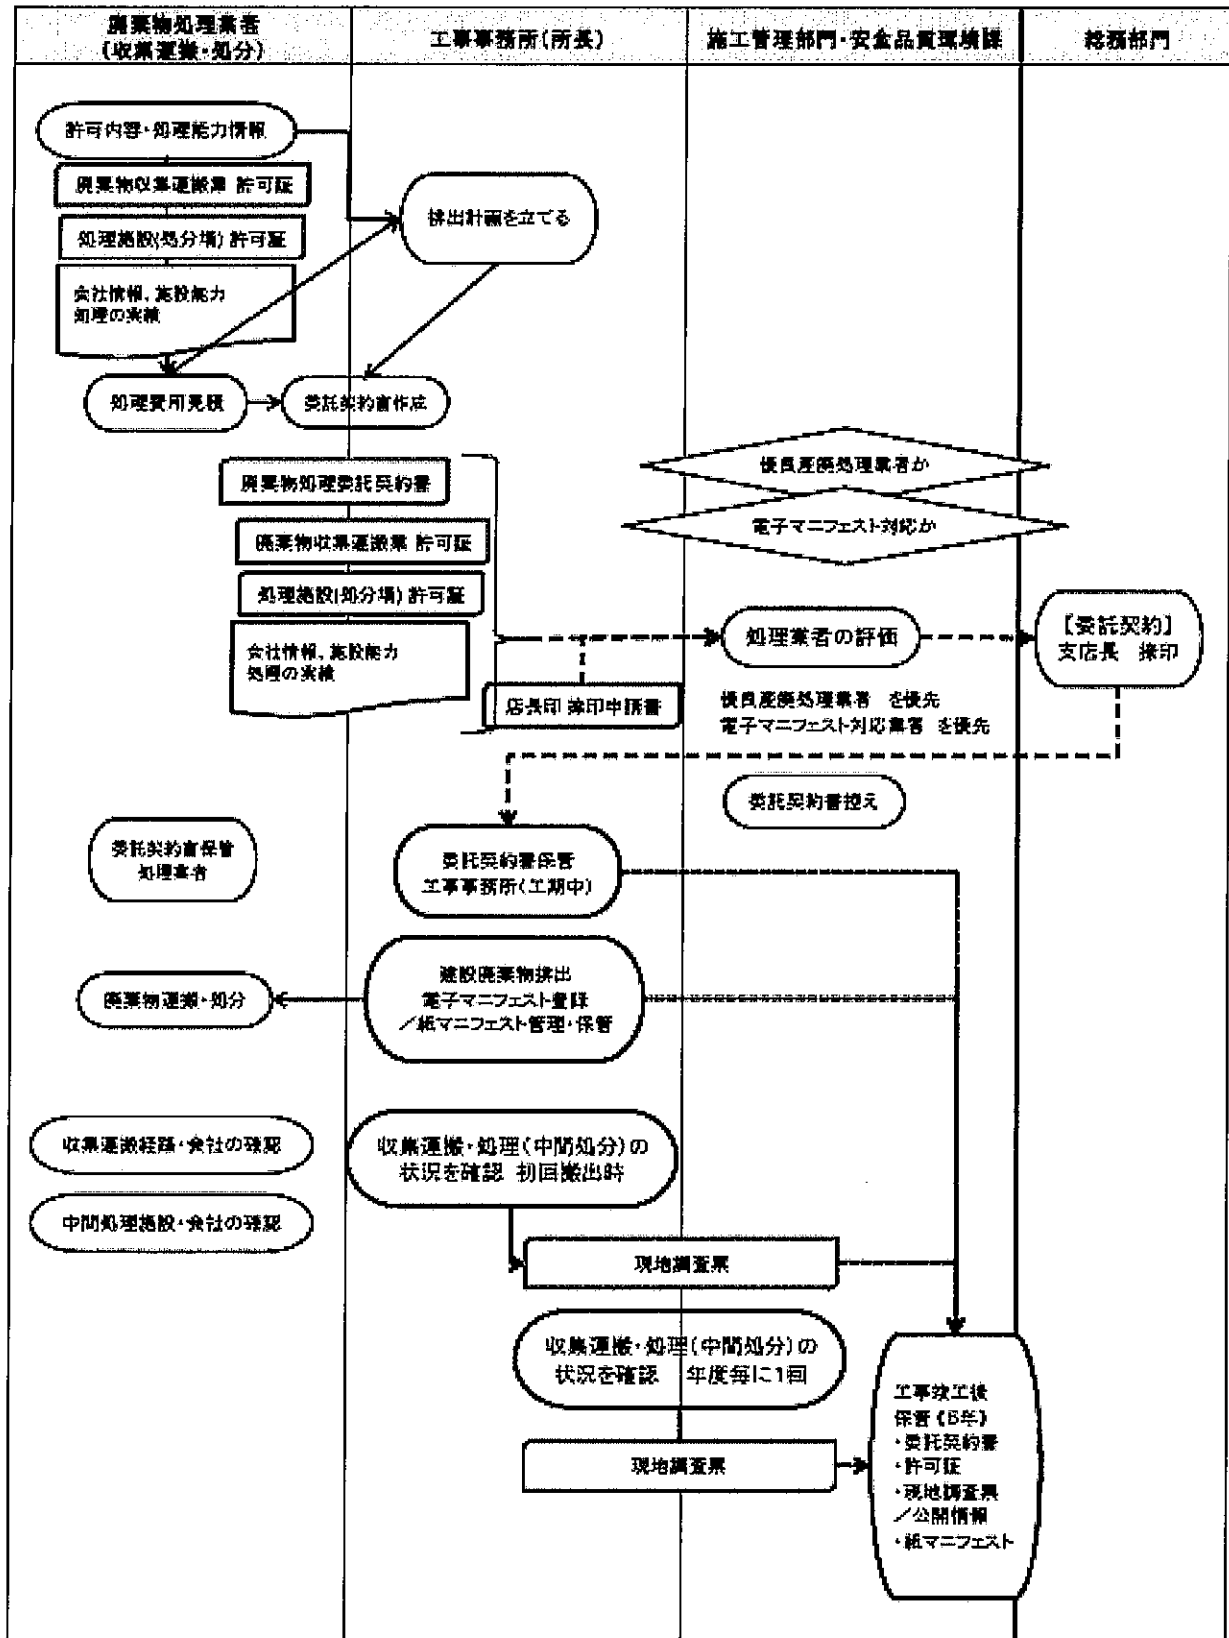 廃棄物処理業者
(収集運搬・処分)
工事事務所(所長)
施工管理部門・安全品質環境課
総務部門
許可内容・処理能力情報
廃棄物収集運搬業 許可証
処理施設(処分場) 許可証
会社情報、施設能力
処理の実績
排出計画を立てる
処理費用見積
委託契約書作成
廃棄物処理委託契約書
廃棄物収集運搬業 許可証
処理施設(処分場) 許可証
会社情報、施設能力
処理の実績
店長印 捺印申請書
優良産廃処理業者か
電子マニフェスト対応か
処理業者の評価
【委託契約】
支店長 捺印
優良産廃処理業者 を優先
電子マニフェスト対応業者 を優先
委託契約書控え
委託契約書保管
処理業者
委託契約書保管
工事事務所(工期中)
廃棄物運搬・処分
建設廃棄物排出
電子マニフェスト登録
/紙マニフェスト管理・保管
収集運搬経路・会社の確認
中間処理施設・会社の確認
収集運搬・処理(中間処分)の
状況を確認 初回搬出時
現地調査票
収集運搬・処理(中間処分)の
状況を確認 年度毎に1回
現地調査票
工事竣工後
保管(5年)
・委託契約書
・許可証
・現地調査票
/公開情報
・紙マニフェスト